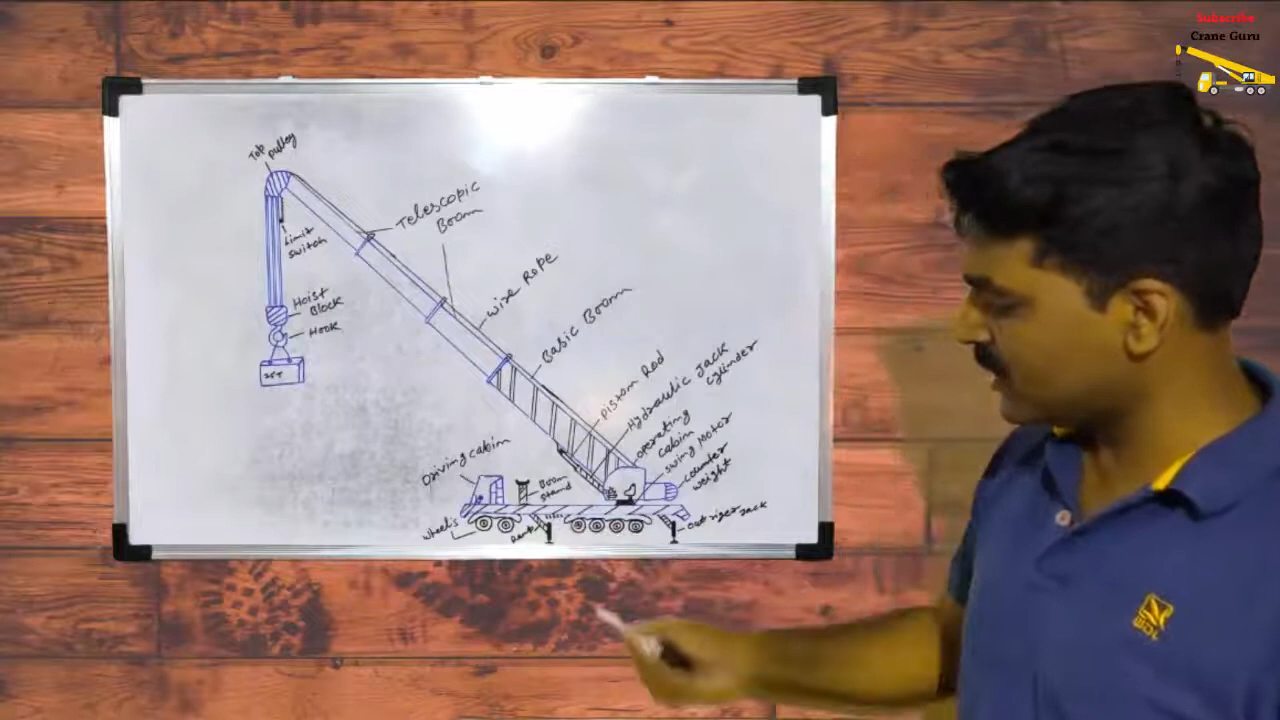 Subscribe
Crane Guru
Top
pulley
Telescopic
Boom
Limit
switch
wire Rope
Hoist
Block
Hook
Basic Boom
25T
piston Rod
Hydraulic Jack
cylinder
operating
cabin
swing Motor
counter
weight
Driving cabin
Boom
stand
wheels
out riger Jack